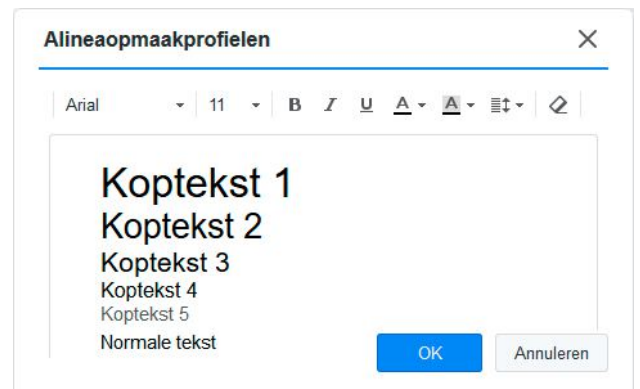 Alineaopmaakprofielen
Arial 11 B I U A A
Koptekst 1
Koptekst 2
Koptekst 3
Koptekst 4
Koptekst 5
Normale tekst
OK Annuleren